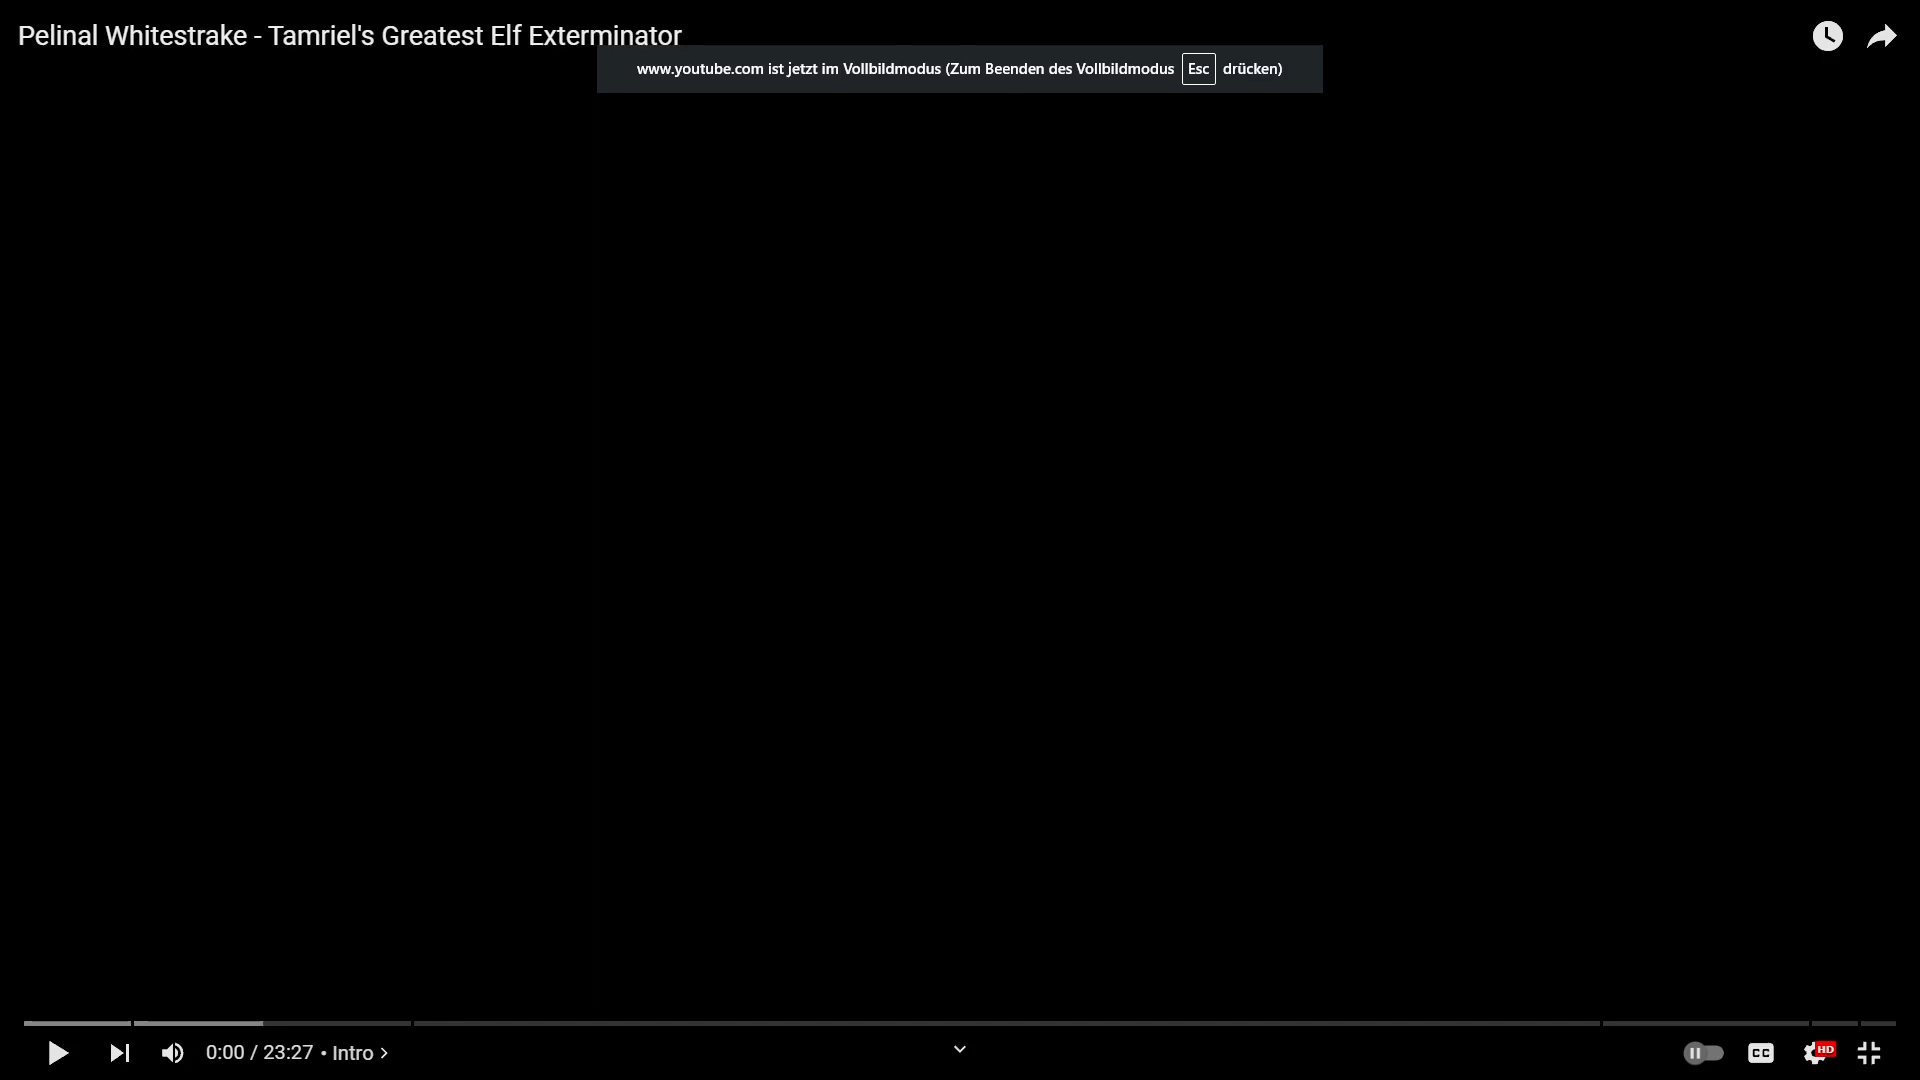 Pelinal Whitestrake - Tamriel's Greatest Elf Exterminator
www.youtube.com ist jetzt im Vollbildmodus (Zum Beenden des Vollbildmodus Esc drücken)
0:00 / 23:27 • Intro
CC
HD